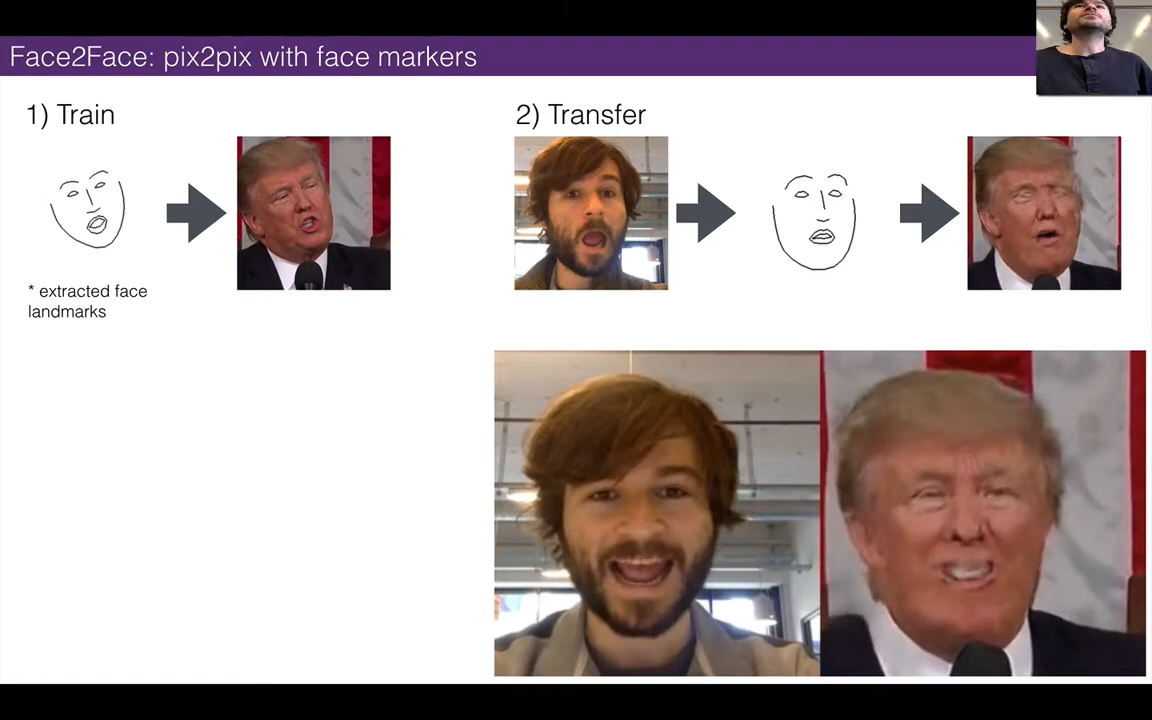 Face2Face: pix2pix with face markers
1) Train
2) Transfer
* extracted face
landmarks